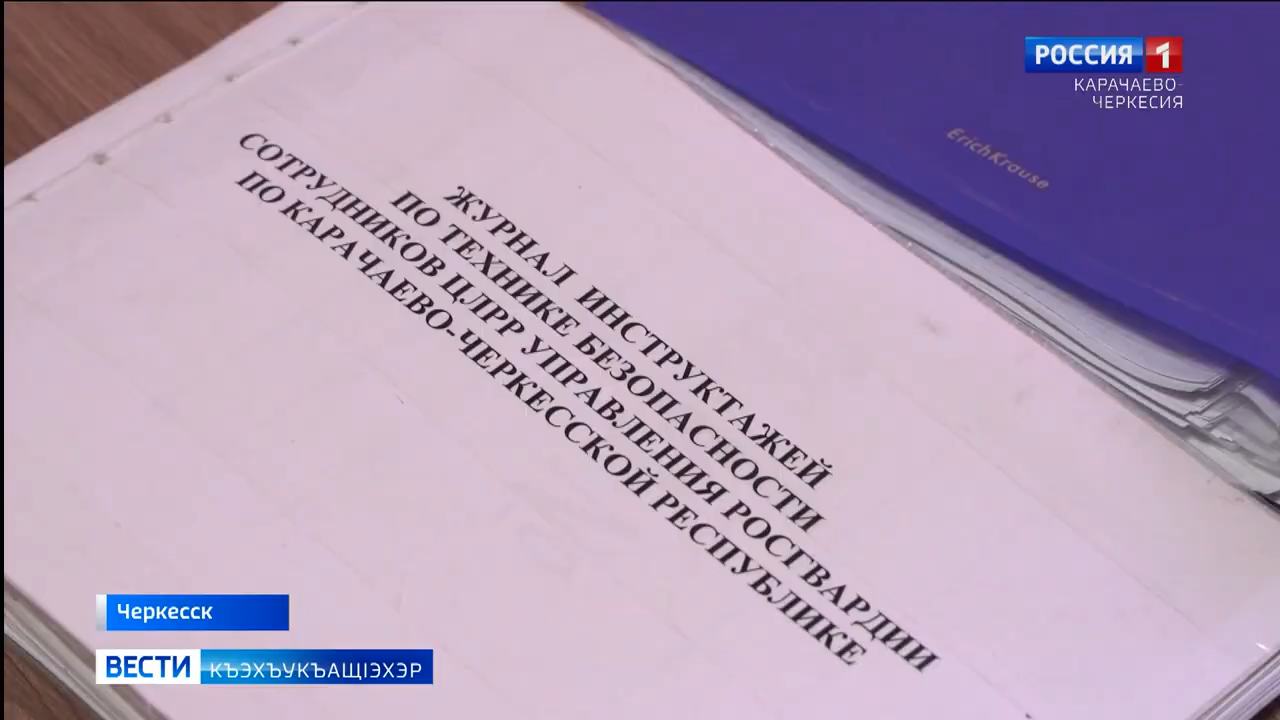 РОССИЯ 1
КАРАЧАЕВО-
ЧЕРКЕСИЯ
ErichKrause
ЖУРНАЛ ИНСТРУКТАЖЕЙ
ПО ТЕХНИКЕ БЕЗОПАСНОСТИ
СОТРУДНИКОВ ЦЛРР УПРАВЛЕНИЯ РОСГВАРДИИ
ПО КАРАЧАЕВО-ЧЕРКЕССКОЙ РЕСПУБЛИКЕ
Черкесск
ВЕСТИ КЪЭХЪУКЪАЩІЭХЭР